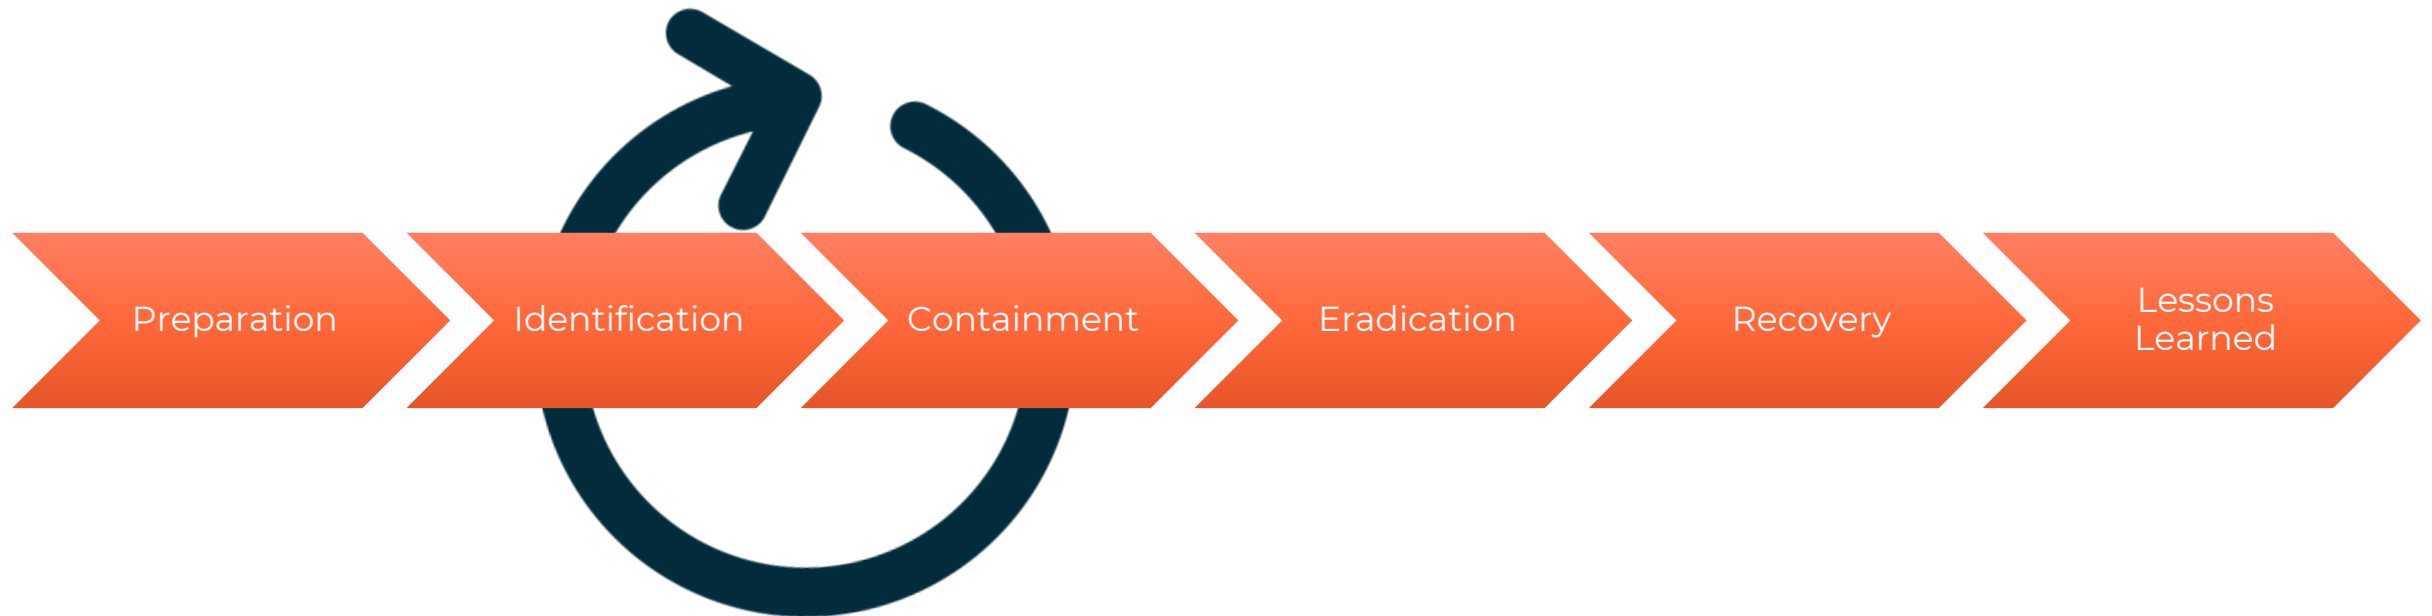 Preparation
Identification
Containment
Eradication
Recovery
Lessons
Learned